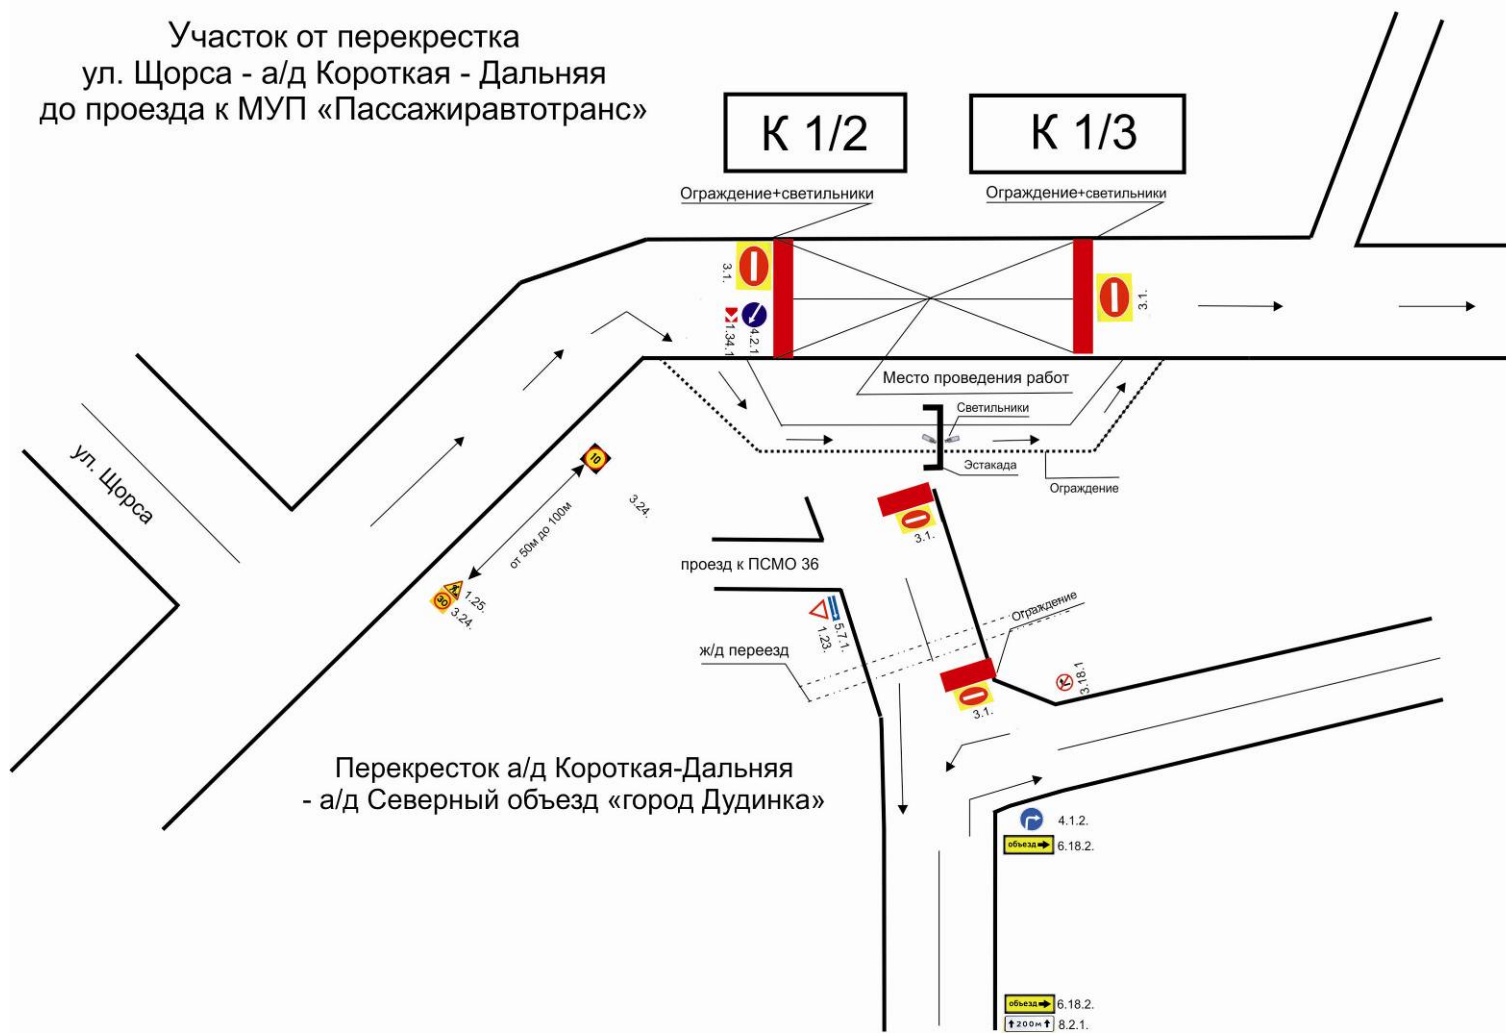 Участок от перекрестка
ул. Щорса - а/д Короткая - Дальняя
до проезда к МУП «Пассажиравтотранс»
К 1/2
К 1/3
Ограждение+светильники
Ограждение+светильники
3.1.
3.1.
1.34.1
4.2.1
Место проведения работ
Светильники
Эстакада
Ограждение
ул. Щорса
10
3.24.
от 50м до 100м
1.25.
30
3.24.
3.1.
проезд к ПСМО 36
5.7.1.
1.23.
Ограждение
ж/д переезд
3.18.1
3.1.
Перекресток а/д Короткая-Дальняя
- а/д Северный объезд «город Дудинка»
4.1.2.
объезд
6.18.2.
объезд
6.18.2.
200м
8.2.1.